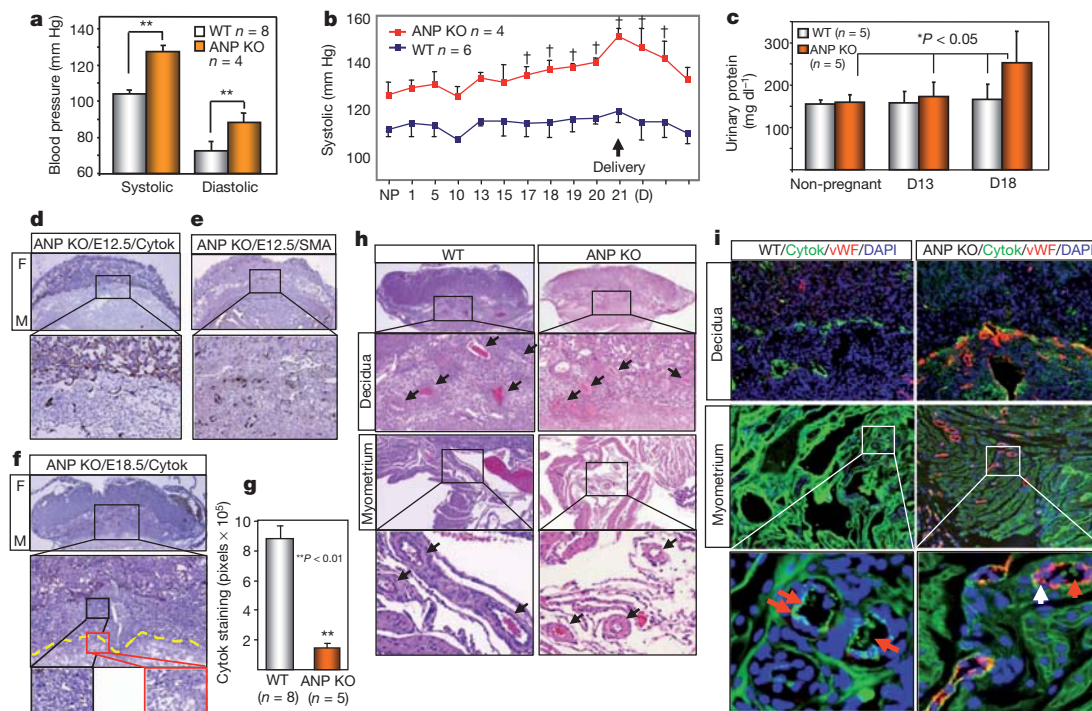 a
Blood pressure (mm Hg)
140
120
100
80
60
**
**
WT n = 8
ANP KO
n = 4
Systolic
Diastolic
b
Systolic (mm Hg)
160
140
120
100
ANP KO n = 4
WT n = 6
† † † † † † †
Delivery
NP 1 5 10 13 15 17 18 19 20 21 (D)
c
Urinary protein
(mg dl⁻¹)
250
150
WT (n = 5)
ANP KO
(n = 5)
*P < 0.05
Non-pregnant
D13
D18
d
ANP KO/E12.5/Cytok
F
M
e
ANP KO/E12.5/SMA
f
ANP KO/E18.5/Cytok
F
M
g
Cytok staining (pixels × 10⁵)
10
8
6
4
2
**P < 0.01
**
WT
(n = 8)
ANP KO
(n = 5)
h
WT
ANP KO
Decidua
Myometrium
i
WT/Cytok/vWF/DAPI
ANP KO/Cytok/vWF/DAPI
Decidua
Myometrium